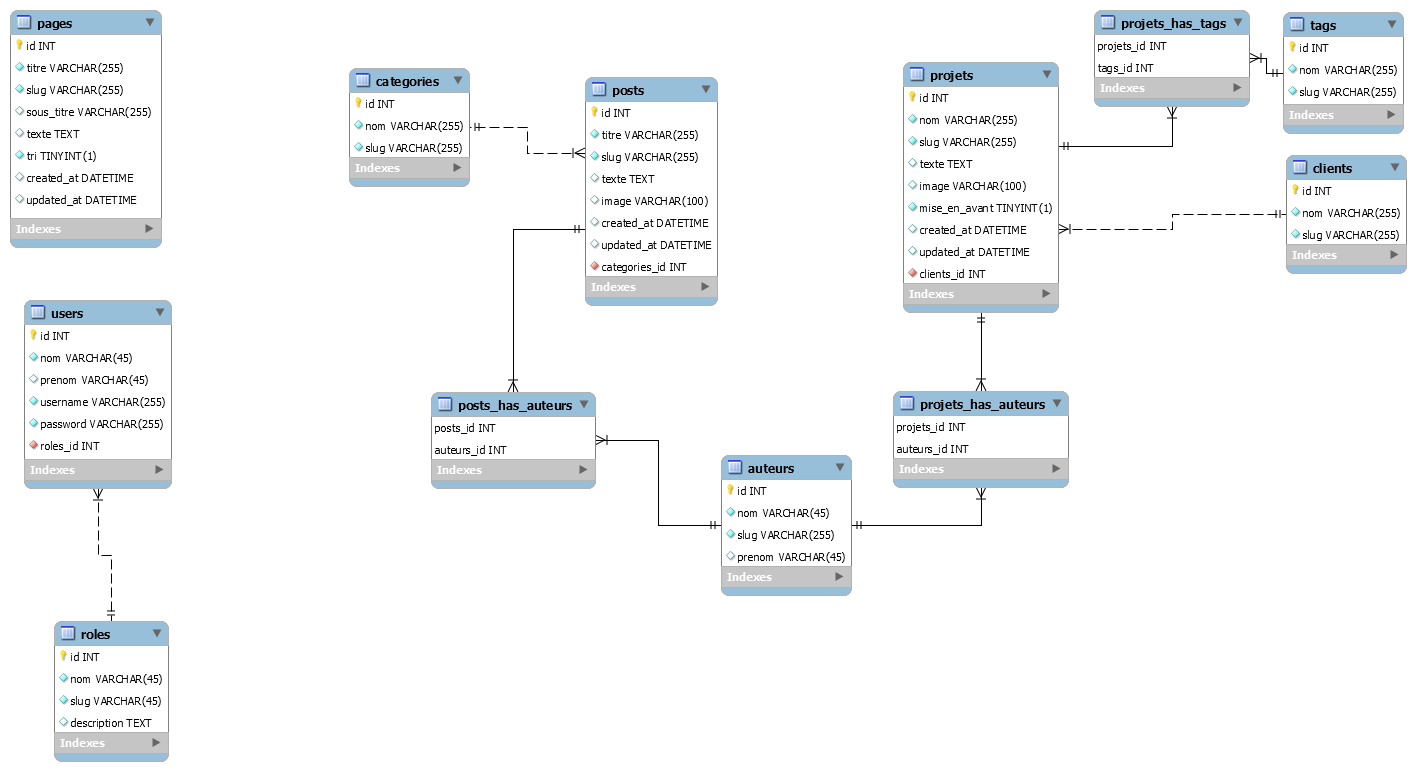 pages
id INT
titre VARCHAR(255)
slug VARCHAR(255)
sous_titre VARCHAR(255)
texte TEXT
tri TINYINT(1)
created_at DATETIME
updated_at DATETIME
Indexes
categories
id INT
nom VARCHAR(255)
slug VARCHAR(255)
Indexes
posts
id INT
titre VARCHAR(255)
slug VARCHAR(255)
texte TEXT
image VARCHAR(100)
created_at DATETIME
updated_at DATETIME
categories_id INT
Indexes
projets
id INT
nom VARCHAR(255)
slug VARCHAR(255)
texte TEXT
image VARCHAR(100)
mise_en_avant TINYINT(1)
created_at DATETIME
updated_at DATETIME
clients_id INT
Indexes
projets_has_tags
projets_id INT
tags_id INT
Indexes
tags
id INT
nom VARCHAR(255)
slug VARCHAR(255)
Indexes
clients
id INT
nom VARCHAR(255)
slug VARCHAR(255)
Indexes
users
id INT
nom VARCHAR(45)
prenom VARCHAR(45)
username VARCHAR(255)
password VARCHAR(255)
roles_id INT
Indexes
posts_has_auteurs
posts_id INT
auteurs_id INT
Indexes
auteurs
id INT
nom VARCHAR(45)
slug VARCHAR(255)
prenom VARCHAR(45)
Indexes
projets_has_auteurs
projets_id INT
auteurs_id INT
Indexes
roles
id INT
nom VARCHAR(45)
slug VARCHAR(45)
description TEXT
Indexes